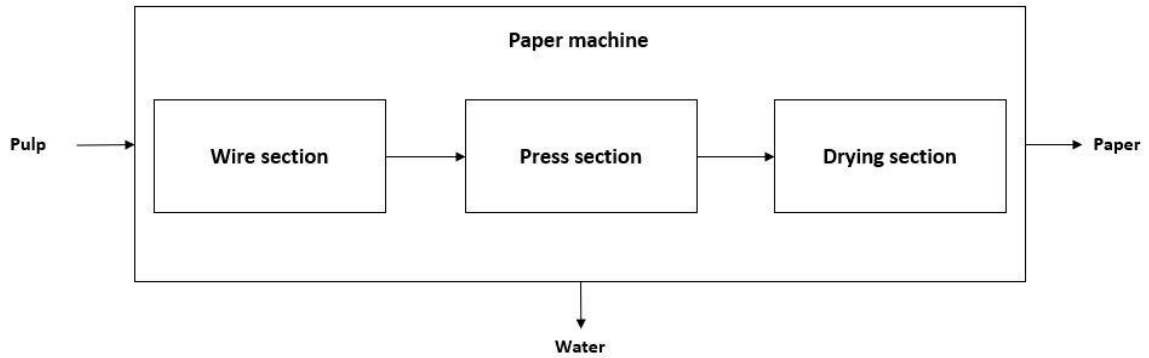 Paper machine
Pulp
Wire section
Press section
Drying section
Paper
Water